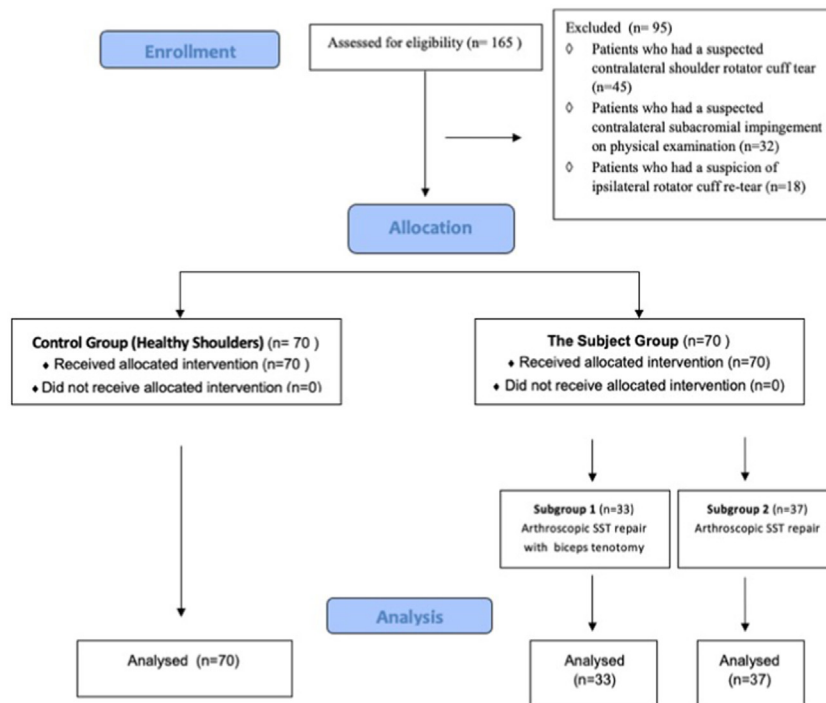 Enrollment
Assessed for eligibility (n= 165 )
Excluded (n= 95)
◊ Patients who had a suspected
contralateral shoulder rotator cuff tear
(n=45)
◊ Patients who had a suspected
contralateral subacromial impingement
on physical examination (n=32)
◊ Patients who had a suspicion of
ipsilateral rotator cuff re-tear (n=18)
Allocation
Control Group (Healthy Shoulders) (n= 70 )
♦ Received allocated intervention (n=70 )
♦ Did not receive allocated intervention (n=0)
The Subject Group (n=70 )
♦ Received allocated intervention (n=70)
♦ Did not receive allocated intervention (n=0)
Subgroup 1 (n=33)
Arthroscopic SST repair
with biceps tenotomy
Subgroup 2 (n=37)
Arthroscopic SST repair
Analysis
Analysed (n=70)
Analysed
(n=33)
Analysed
(n=37)